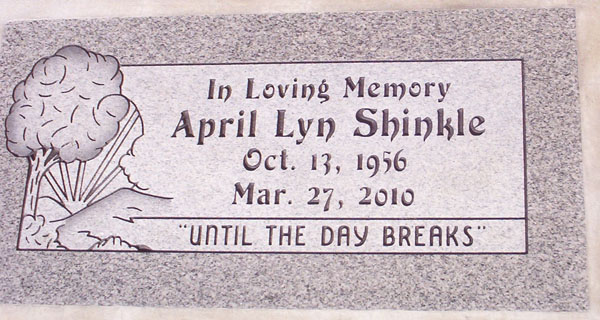 In Loving Memory
April Lyn Shinkle
Oct. 13, 1956
Mar. 27, 2010
"UNTIL THE DAY BREAKS"